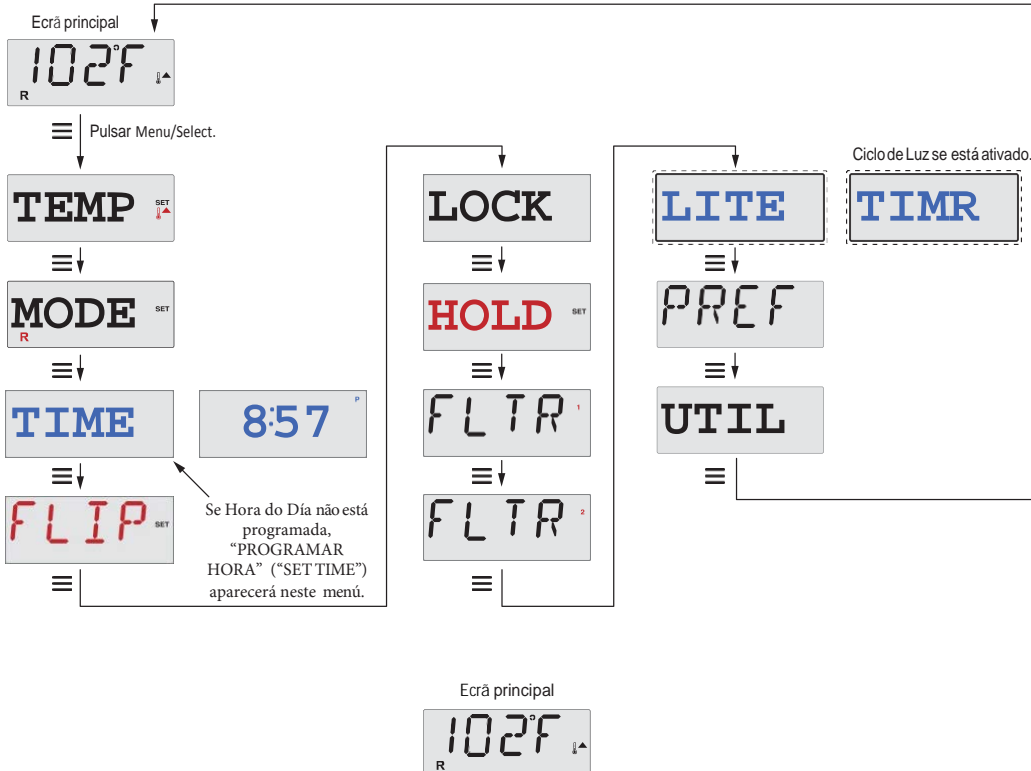 Ecrã principal
102°F
R
Pulsar Menu/Select.
TEMP SET
MODE SET
R
TIME
8:57 P
FLIP SET
Se Hora do Día não está
programada,
“PROGRAMAR
HORA” (“SET TIME”)
aparecerá neste menú.
LOCK
HOLD SET
FLTR 1
FLTR 2
LITE
Ciclo de Luz se está ativado.
TIMR
PREF
UTIL
Ecrã principal
102°F
R